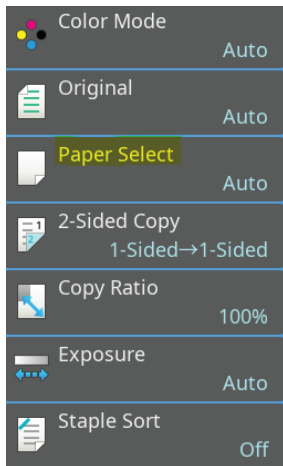 Color Mode
Auto
Original
Auto
Paper Select
Auto
2-Sided Copy
1-Sided→1-Sided
Copy Ratio
100%
Exposure
Auto
Staple Sort
Off